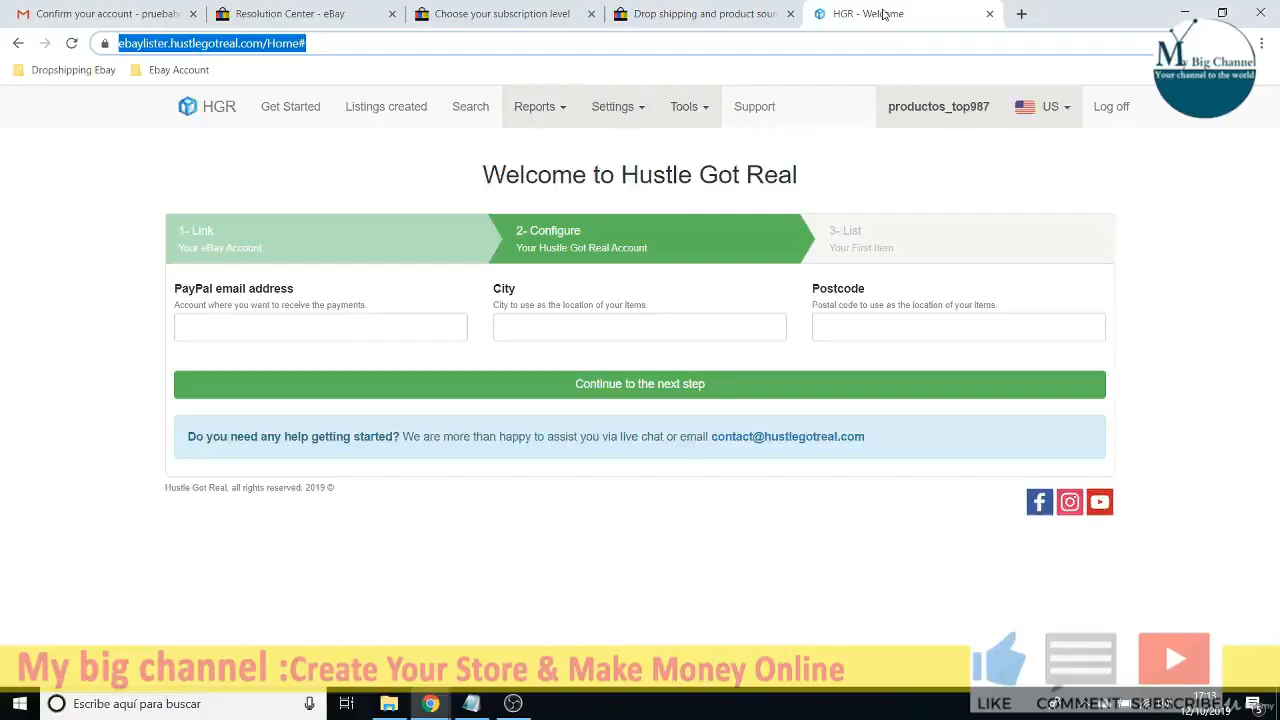 Confirm your account - pruebah
Resolution Center - eBay
Choose your subscription level
Drop shipping and product sour
HGR - Welcome
ebaylister.hustlegotreal.com/Home#
Dropshipping Ebay
Ebay Account
My Big Channel
Your channel to the world
HGR
Get Started
Listings created
Search
Reports
Settings
Tools
Support
productos_top987
US
Log off
Welcome to Hustle Got Real
1- Link
Your eBay Account
2- Configure
Your Hustle Got Real Account
3- List
Your First Item
PayPal email address
Account where you want to receive the payments.
City
City to use as the location of your items.
Postcode
Postal code to use as the location of your items.
Continue to the next step
Do you need any help getting started? We are more than happy to assist you via live chat or email contact@hustlegotreal.com
Hustle Got Real, all rights reserved. 2019 ©
My big channel :Create Your Store & Make Money Online
LIKE
COMMENT
SUBSCRIBE
Escribe aquí para buscar
17:13
12/10/2019